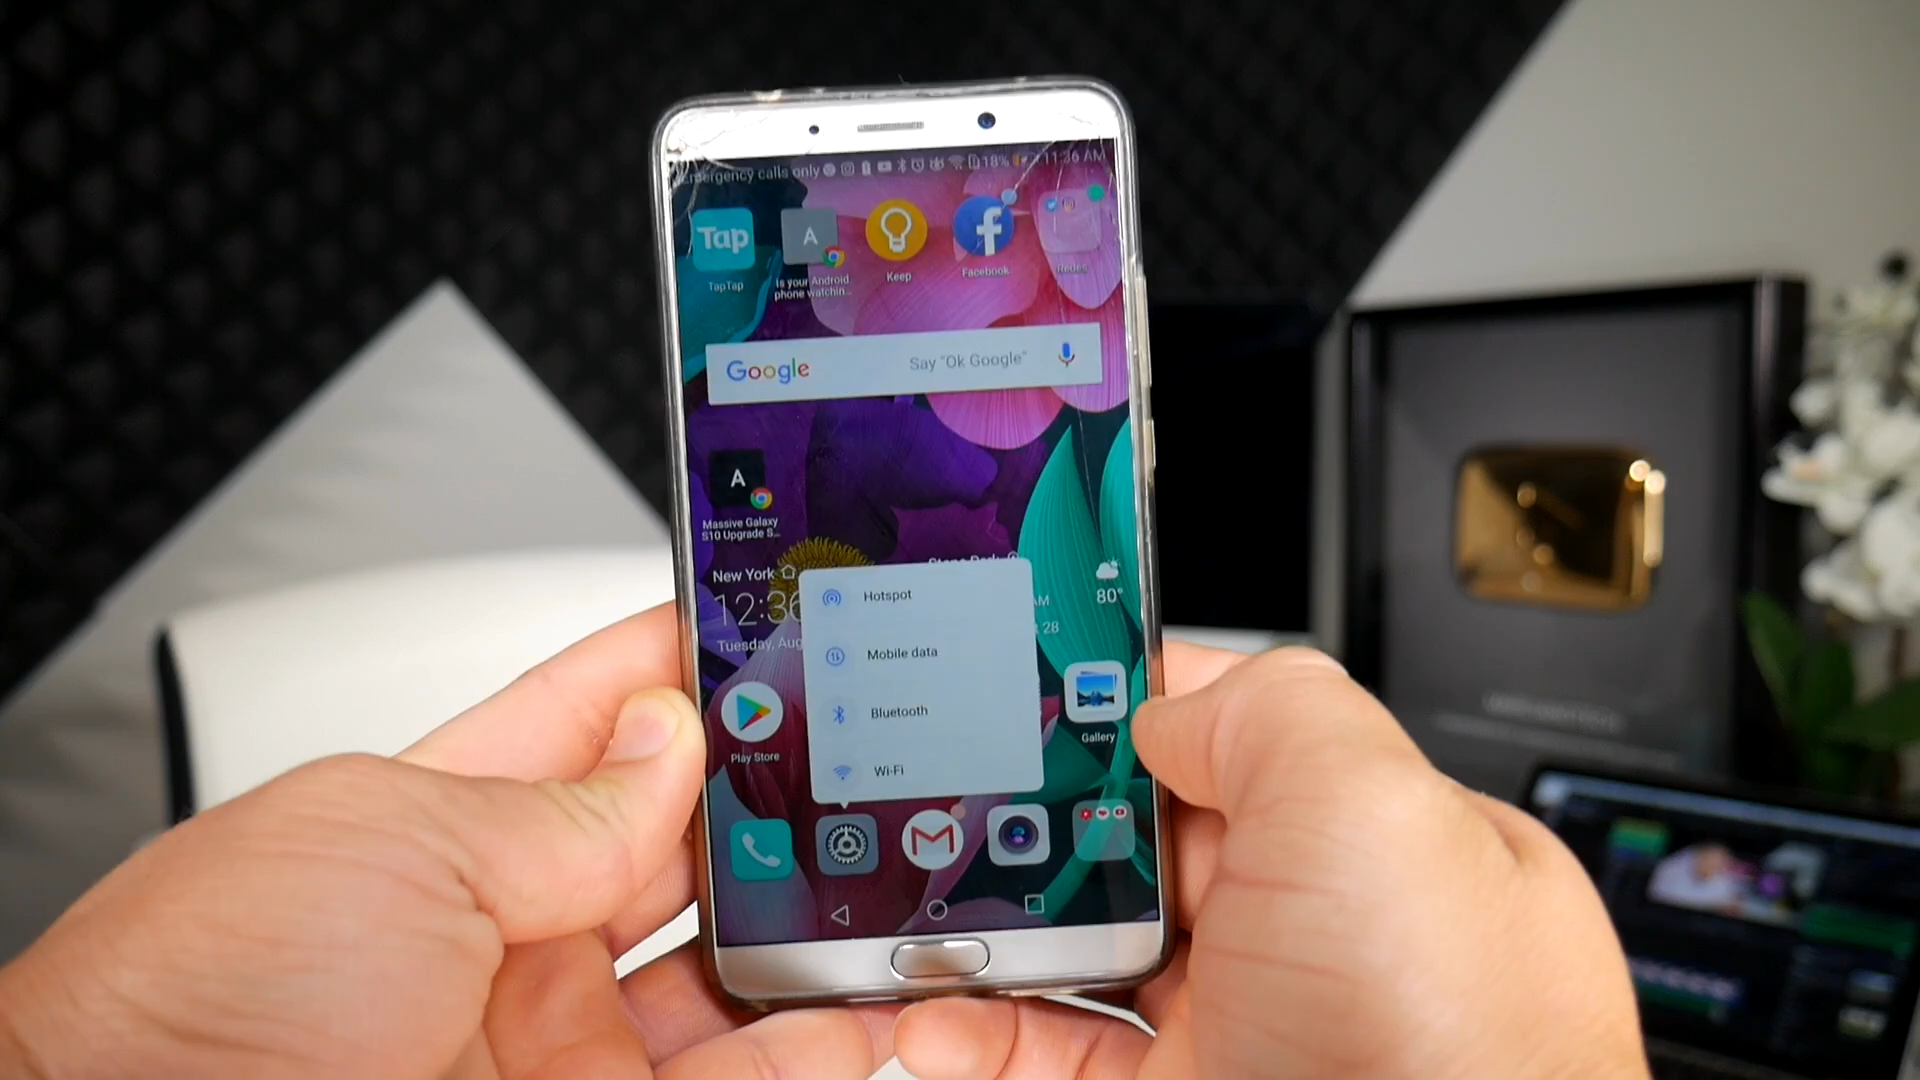 Emergency calls only 18% 11:36 AM
Tap
A
TapTap
Is your Android
phone watchin...
Keep
Facebook
Redes
Google Say "Ok Google"
A
Massive Galaxy
S10 Upgrade S...
New York
12:36
Tuesday, Aug
AM
28
80°
Hotspot
Mobile data
Bluetooth
Wi-Fi
Play Store
Gallery